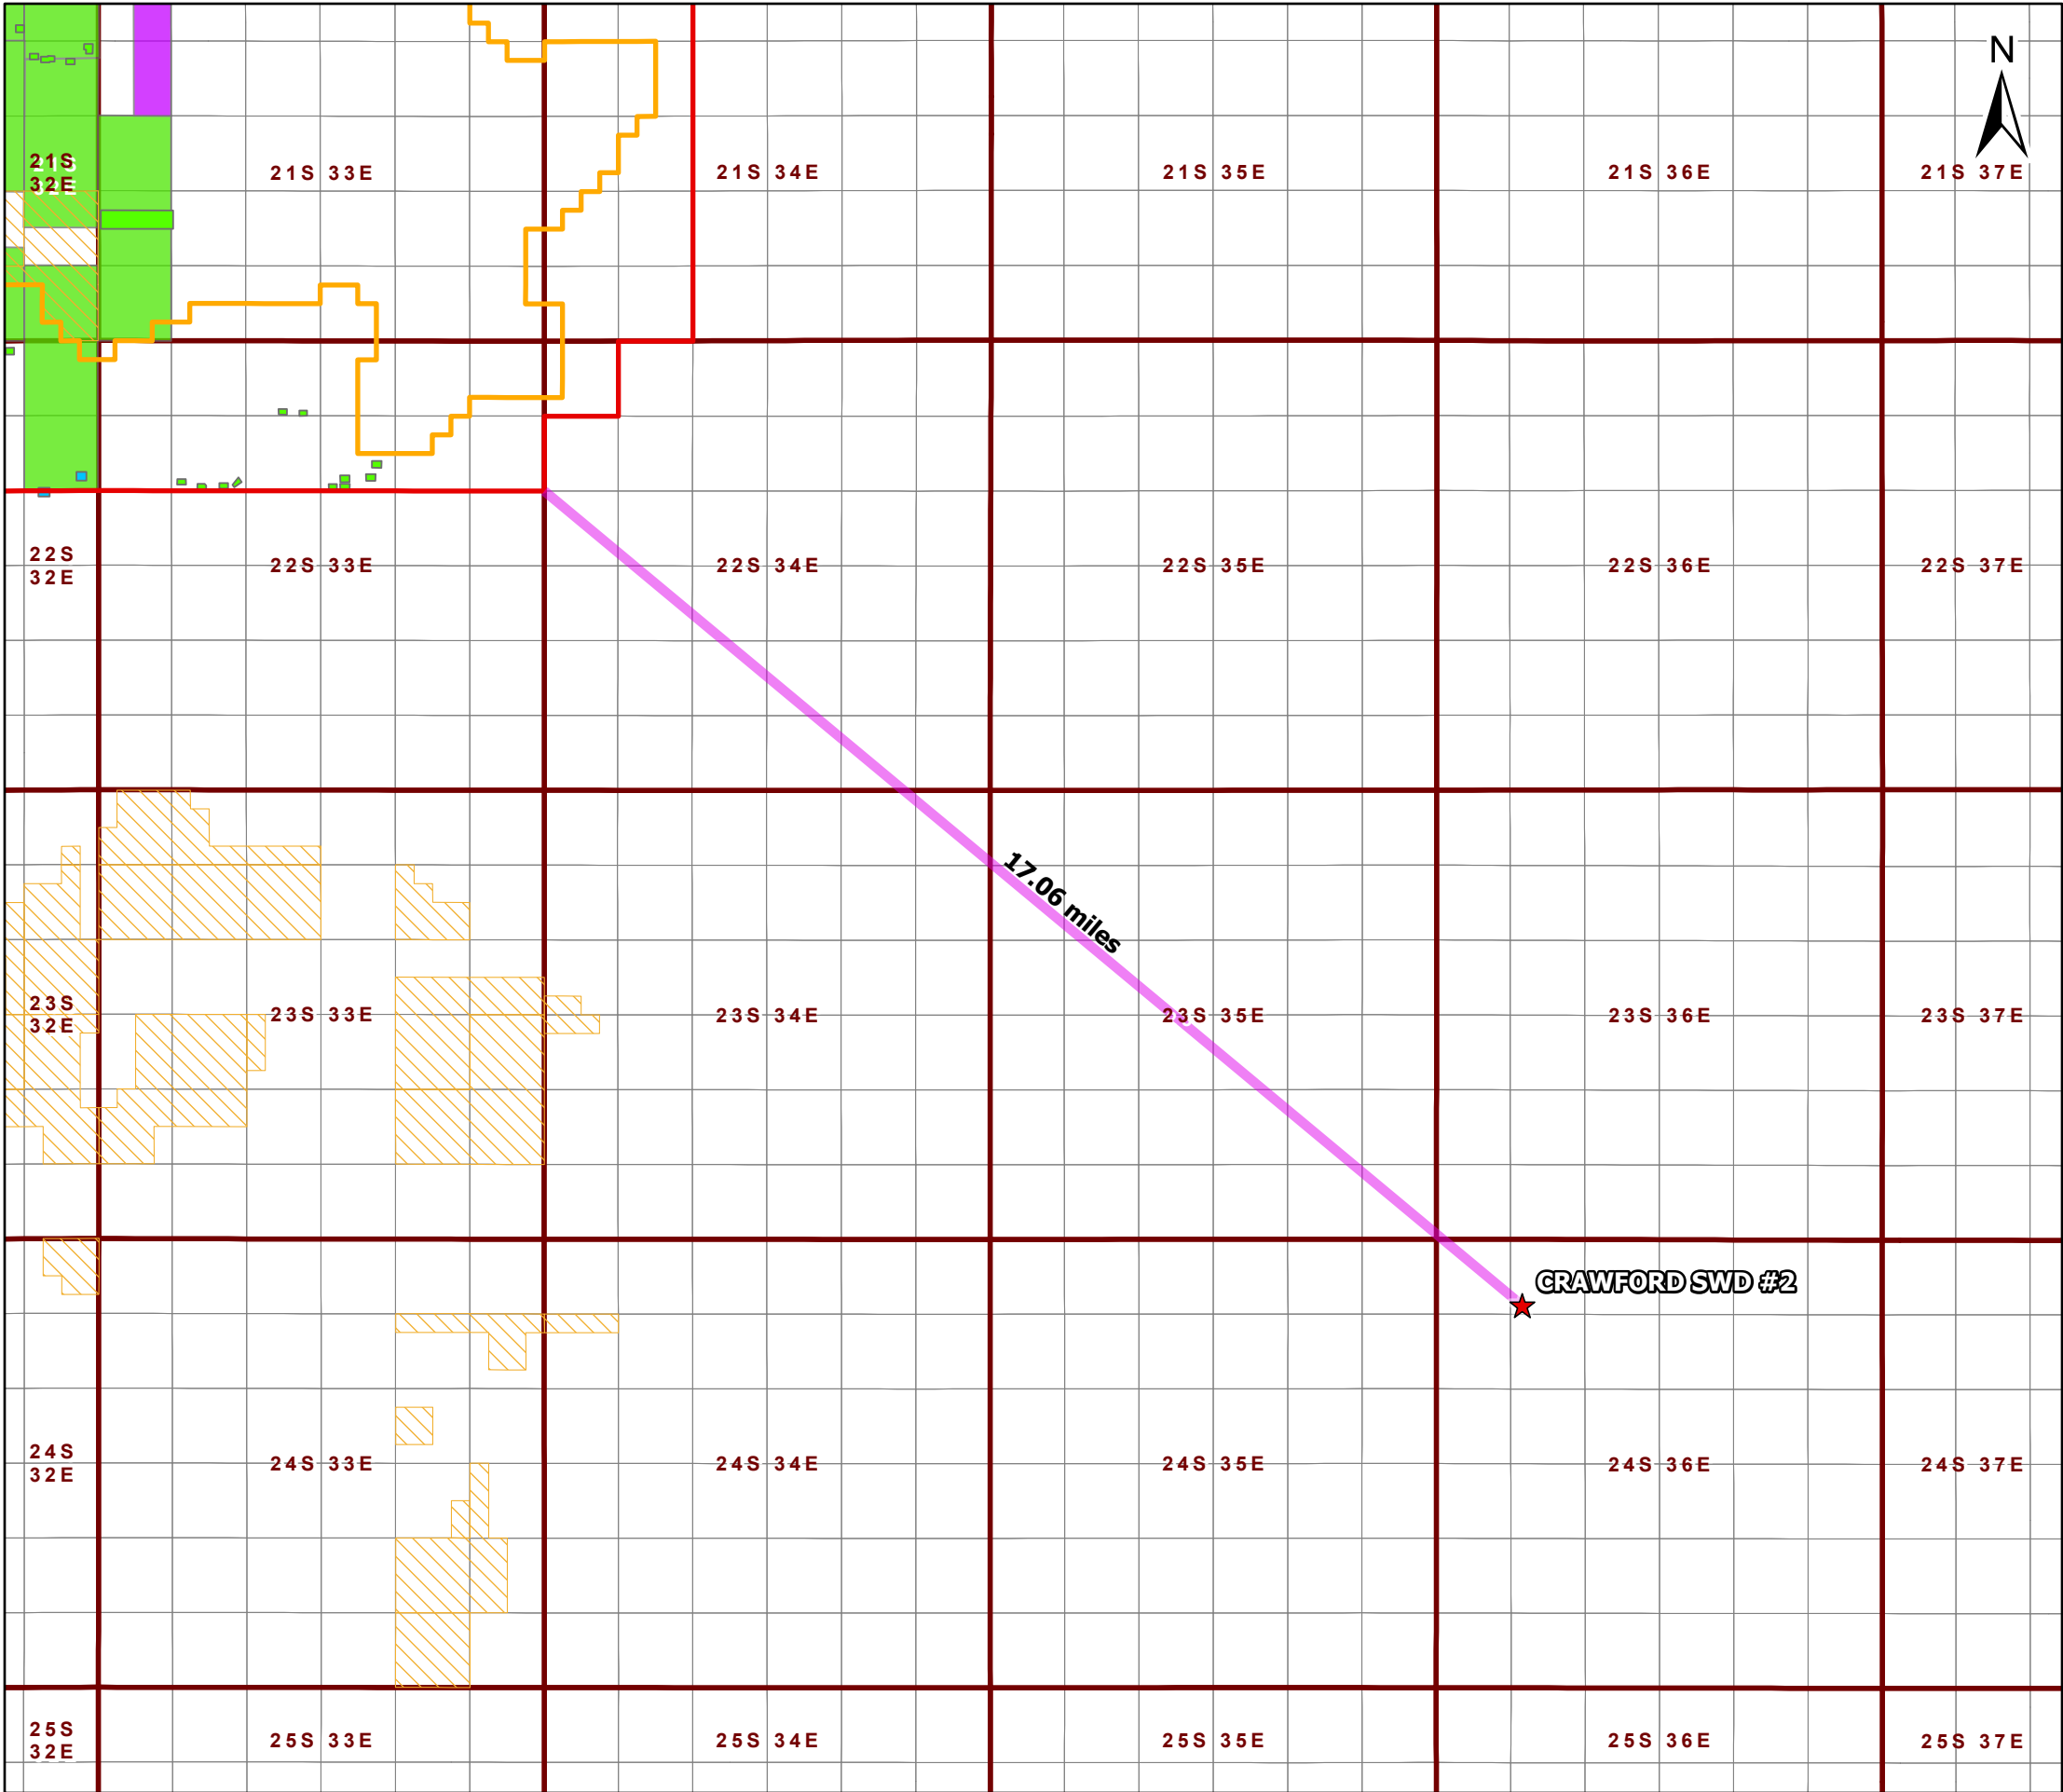 N
21S
32E
21S 33E
21S 34E
21S 35E
21S 36E
21S 37E
22S
32E
22S 33E
22S 34E
22S 35E
22S 36E
22S 37E
17.06 miles
23S
32E
23S 33E
23S 34E
23S 35E
23S 36E
23S 37E
CRAWFORD SWD #2
24S
32E
24S 33E
24S 34E
24S 35E
24S 36E
24S 37E
25S
32E
25S 33E
25S 34E
25S 35E
25S 36E
25S 37E